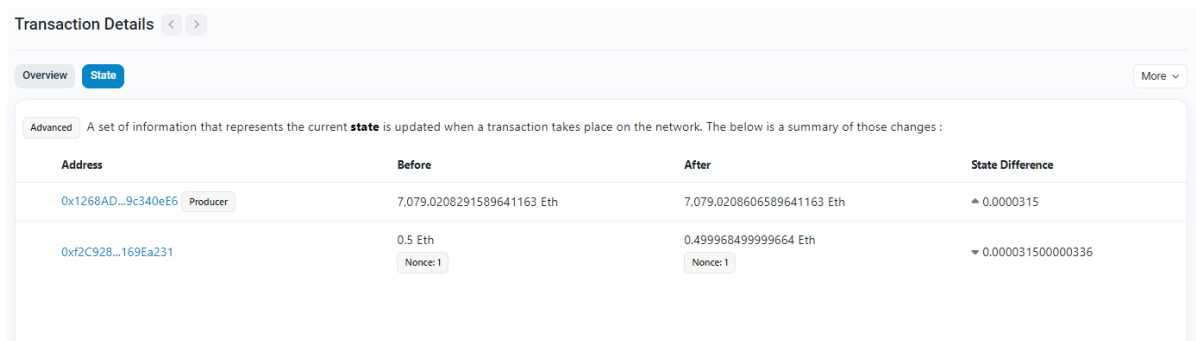 Transaction Details < >
Overview State More
Advanced A set of information that represents the current state is updated when a transaction takes place on the network. The below is a summary of those changes :
Address Before After State Difference
0x1268AD...9c340eE6 Producer 7,079.0208291589641163 Eth 7,079.0208606589641163 Eth 0.0000315
0xf2C928...169Ea231 0.5 Eth 0.499968499999664 Eth 0.000031500000336
Nonce: 1 Nonce: 1